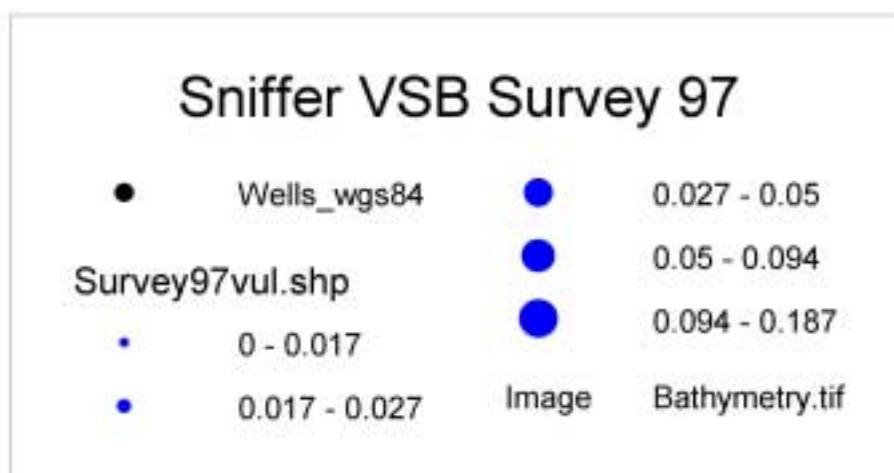 Sniffer VSB Survey 97
Wells_wgs84
Survey97vul.shp
0 - 0.017
0.017 - 0.027
0.027 - 0.05
0.05 - 0.094
0.094 - 0.187
Image Bathymetry.tif